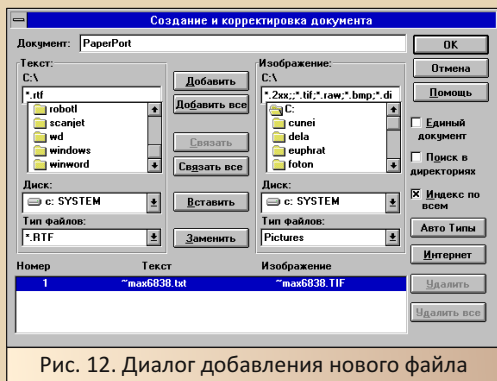 Создание и корректировка документа
Документ: PaperPort
OK
Текст:
C:\
*.rtf
robotl
scanjet
wd
windows
winword
Диск:
c: SYSTEM
Тип файлов:
*.RTF
Добавить
Добавить все
Связать
Связать все
Вставить
Заменить
Изображение:
C:\
*.2xx;;*.tif;*.raw;*.bmp;*.di
C:
cunei
dela
euphrat
foton
Диск:
c: SYSTEM
Тип файлов:
Pictures
Отмена
Помощь
Единый
документ
Поиск в
директориях
Индекс по
всем
Авто Типы
Интернет
Удалить
Удалить все
Номер Текст Изображение
1 ~max6838.txt ~max6838.TIF
Рис. 12. Диалог добавления нового файла